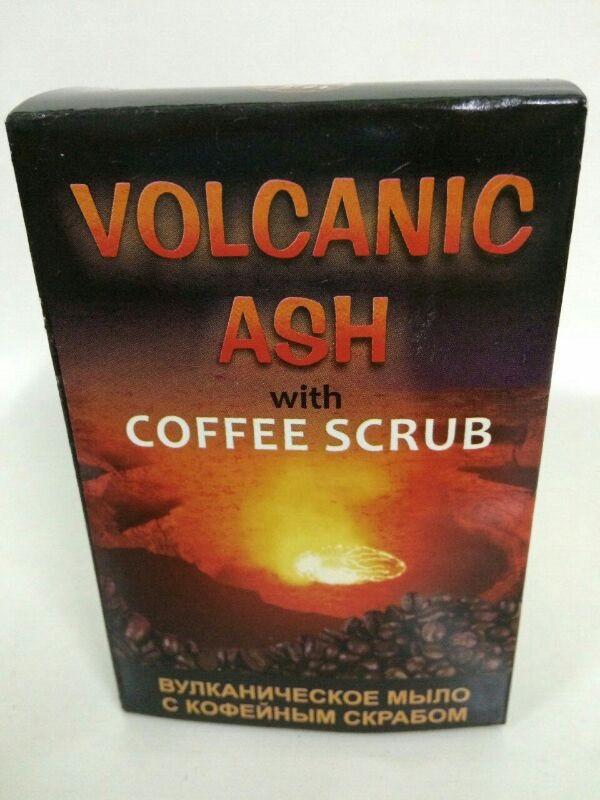 VOLCANIC
ASH
with
COFFEE SCRUB
ВУЛКАНИЧЕСКОЕ МЫЛО
С КОФЕЙНЫМ СКРАБОМ